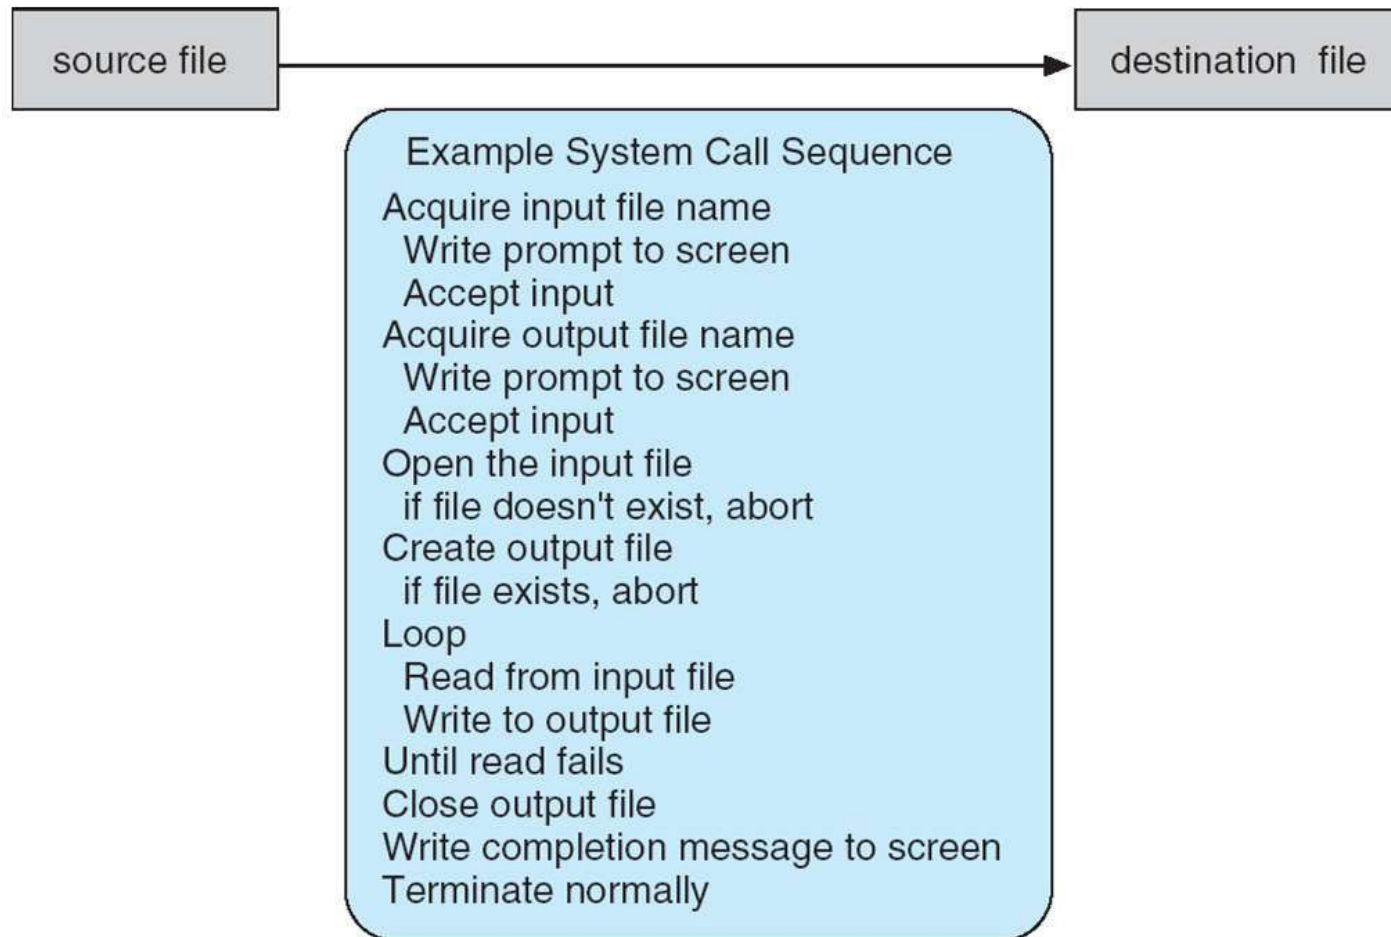 source file
destination file
Example System Call Sequence
Acquire input file name
Write prompt to screen
Accept input
Acquire output file name
Write prompt to screen
Accept input
Open the input file
if file doesn't exist, abort
Create output file
if file exists, abort
Loop
Read from input file
Write to output file
Until read fails
Close output file
Write completion message to screen
Terminate normally